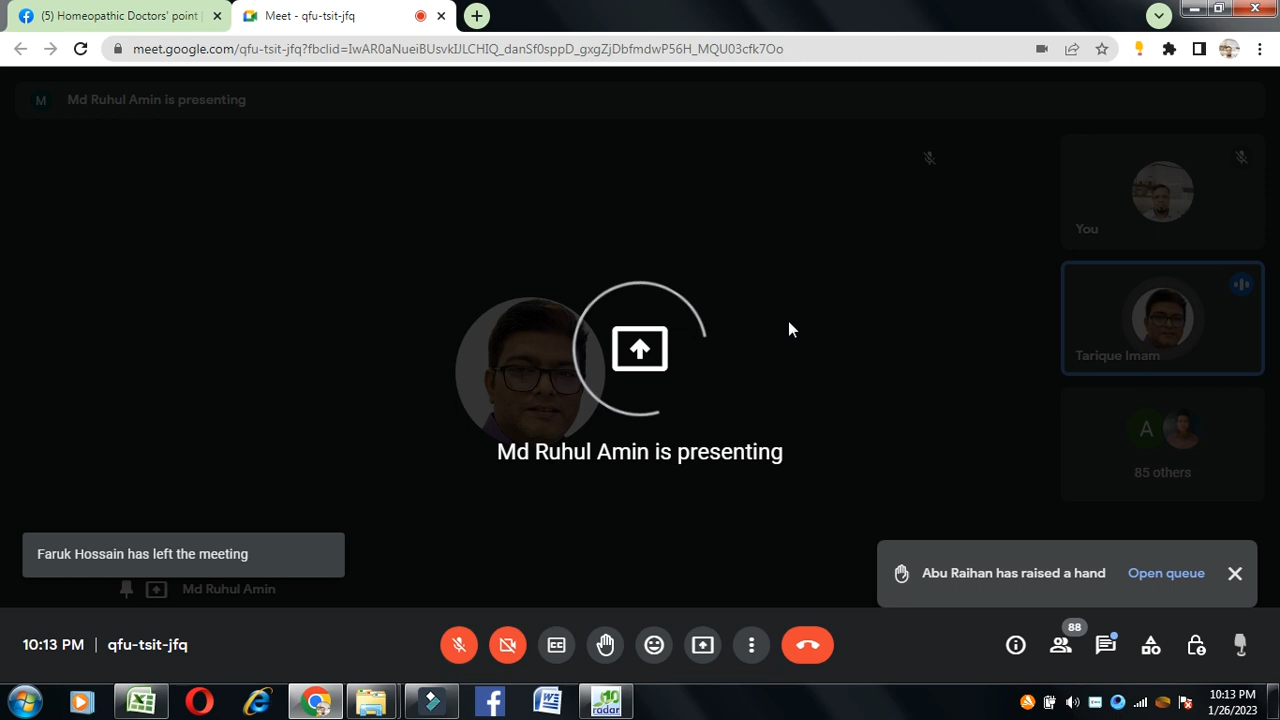 (5) Homeopathic Doctors' point |
Meet - qfu-tsit-jfq
meet.google.com/qfu-tsit-jfq?fbclid=IwAR0aNueiBUsvkIJLCHIQ_danSf0sppD_gxgZjDbfmdwP56H_MQU03cfk7Oo
M
Md Ruhul Amin is presenting
You
Tarique Imam
Md Ruhul Amin is presenting
A
85 others
Faruk Hossain has left the meeting
Abu Raihan has raised a hand
Open queue
Md Ruhul Amin
88
10:13 PM | qfu-tsit-jfq
CC
10
radar
10:13 PM
1/26/2023